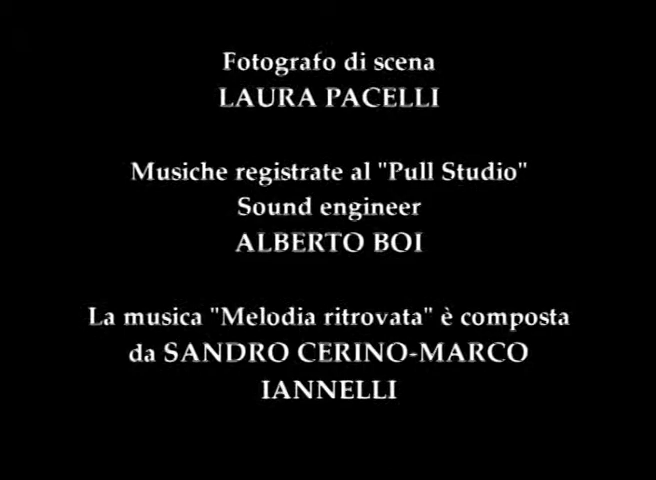 Fotografo di scena
LAURA PACELLI
Musiche registrate al "Pull Studio"
Sound engineer
ALBERTO BOI
La musica "Melodia ritrovata" è composta
da SANDRO CERINO-MARCO
IANNELLI